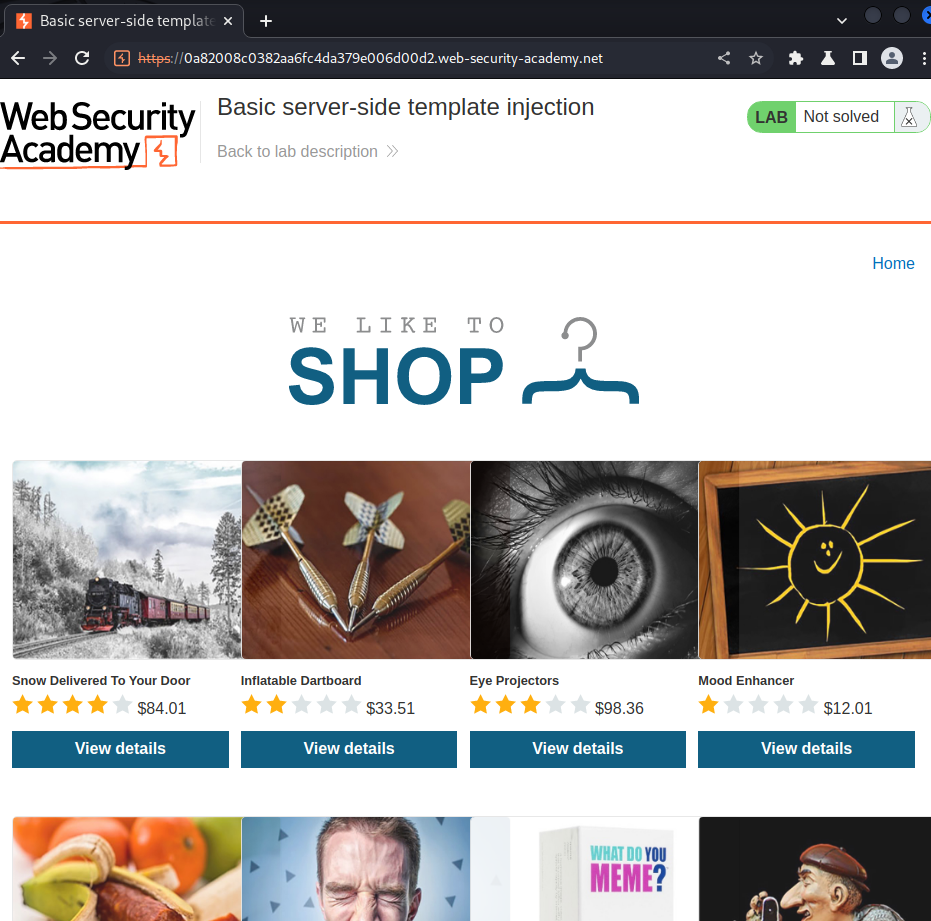 Basic server-side template
https://0a82008c0382aa6fc4da379e006d00d2.web-security-academy.net
Web Security
Academy
Basic server-side template injection
Back to lab description
LAB Not solved
Home
WE LIKE TO
SHOP
Snow Delivered To Your Door
$84.01
View details
Inflatable Dartboard
$33.51
View details
Eye Projectors
$98.36
View details
Mood Enhancer
$12.01
View details
WHAT DO YOU
MEME?